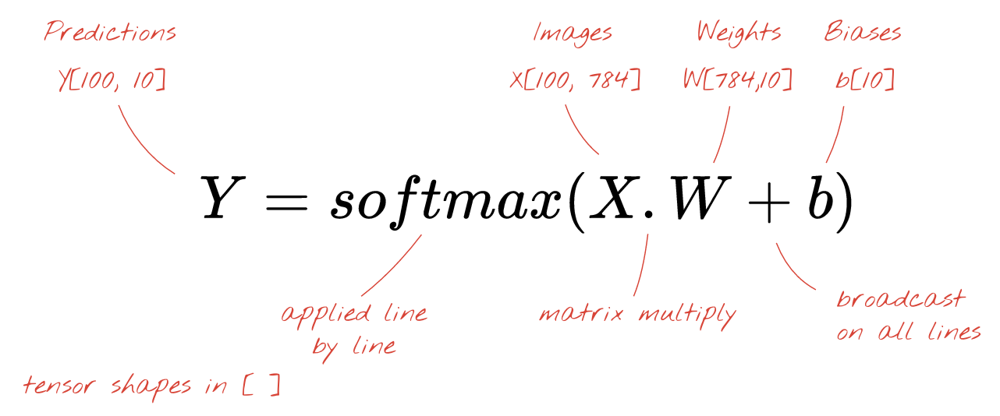 Predictions
Y[100, 10]
Images
X[100, 784]
Weights
W[784,10]
Biases
b[10]
Y = softmax(X.W + b)
applied line
by line
matrix multiply
broadcast
on all lines
tensor shapes in [ ]